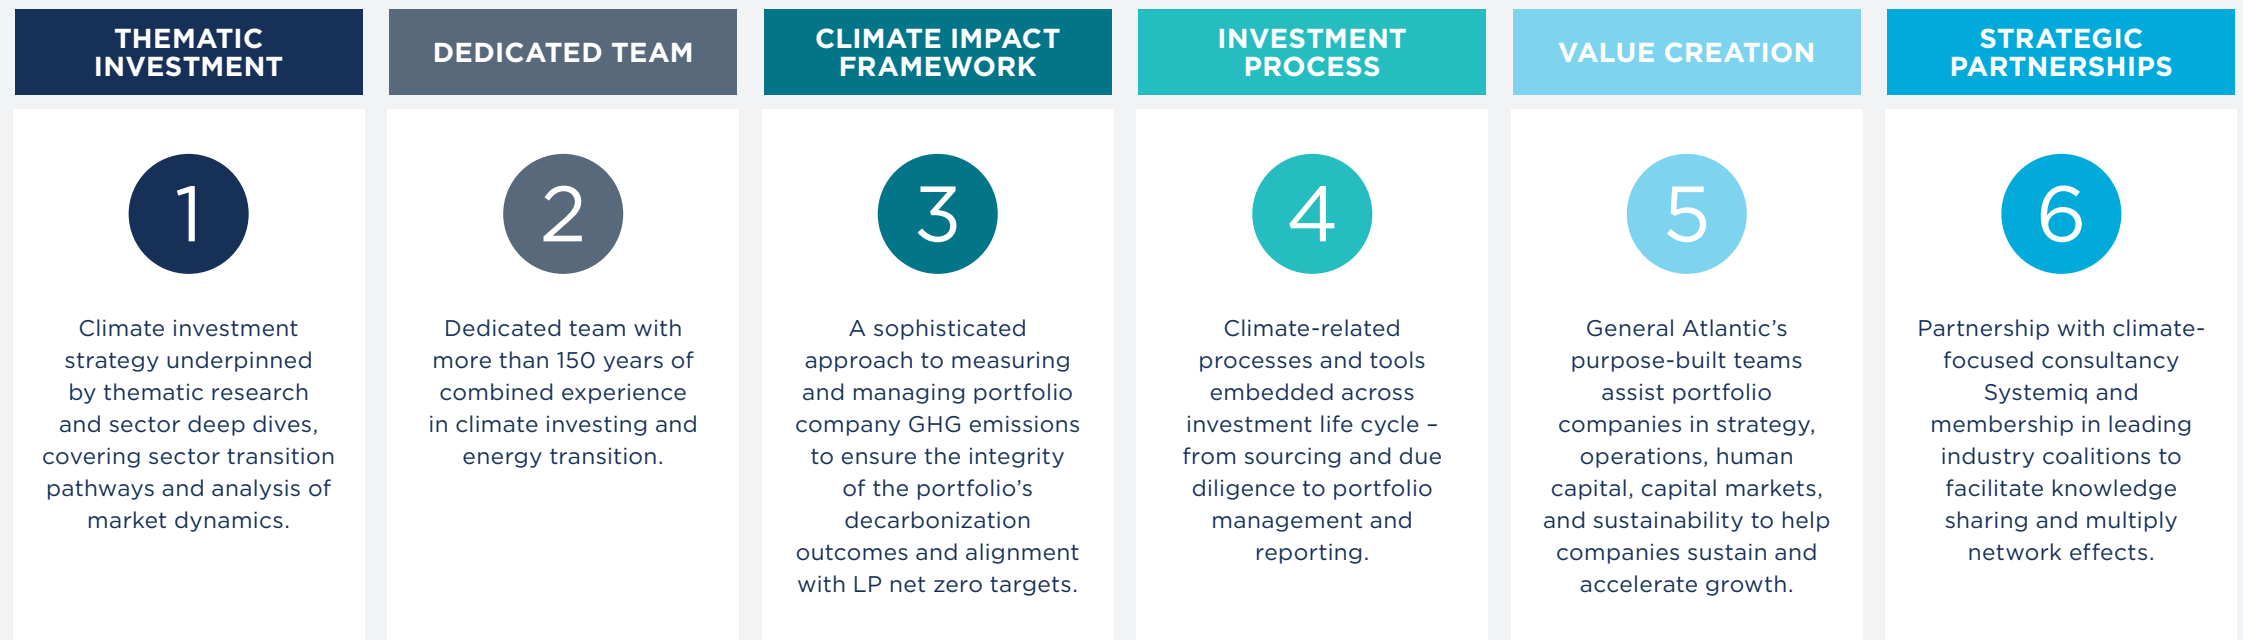 THEMATIC
INVESTMENT
1
Climate investment
strategy underpinned
by thematic research
and sector deep dives,
covering sector transition
pathways and analysis of
market dynamics.
DEDICATED TEAM
2
Dedicated team with
more than 150 years of
combined experience
in climate investing and
energy transition.
CLIMATE IMPACT
FRAMEWORK
3
A sophisticated
approach to measuring
and managing portfolio
company GHG emissions
to ensure the integrity
of the portfolio’s
decarbonization
outcomes and alignment
with LP net zero targets.
INVESTMENT
PROCESS
4
Climate-related
processes and tools
embedded across
investment life cycle –
from sourcing and due
diligence to portfolio
management and
reporting.
VALUE CREATION
5
General Atlantic’s
purpose-built teams
assist portfolio
companies in strategy,
operations, human
capital, capital markets,
and sustainability to help
companies sustain and
accelerate growth.
STRATEGIC
PARTNERSHIPS
6
Partnership with climate-
focused consultancy
Systemiq and
membership in leading
industry coalitions to
facilitate knowledge
sharing and multiply
network effects.